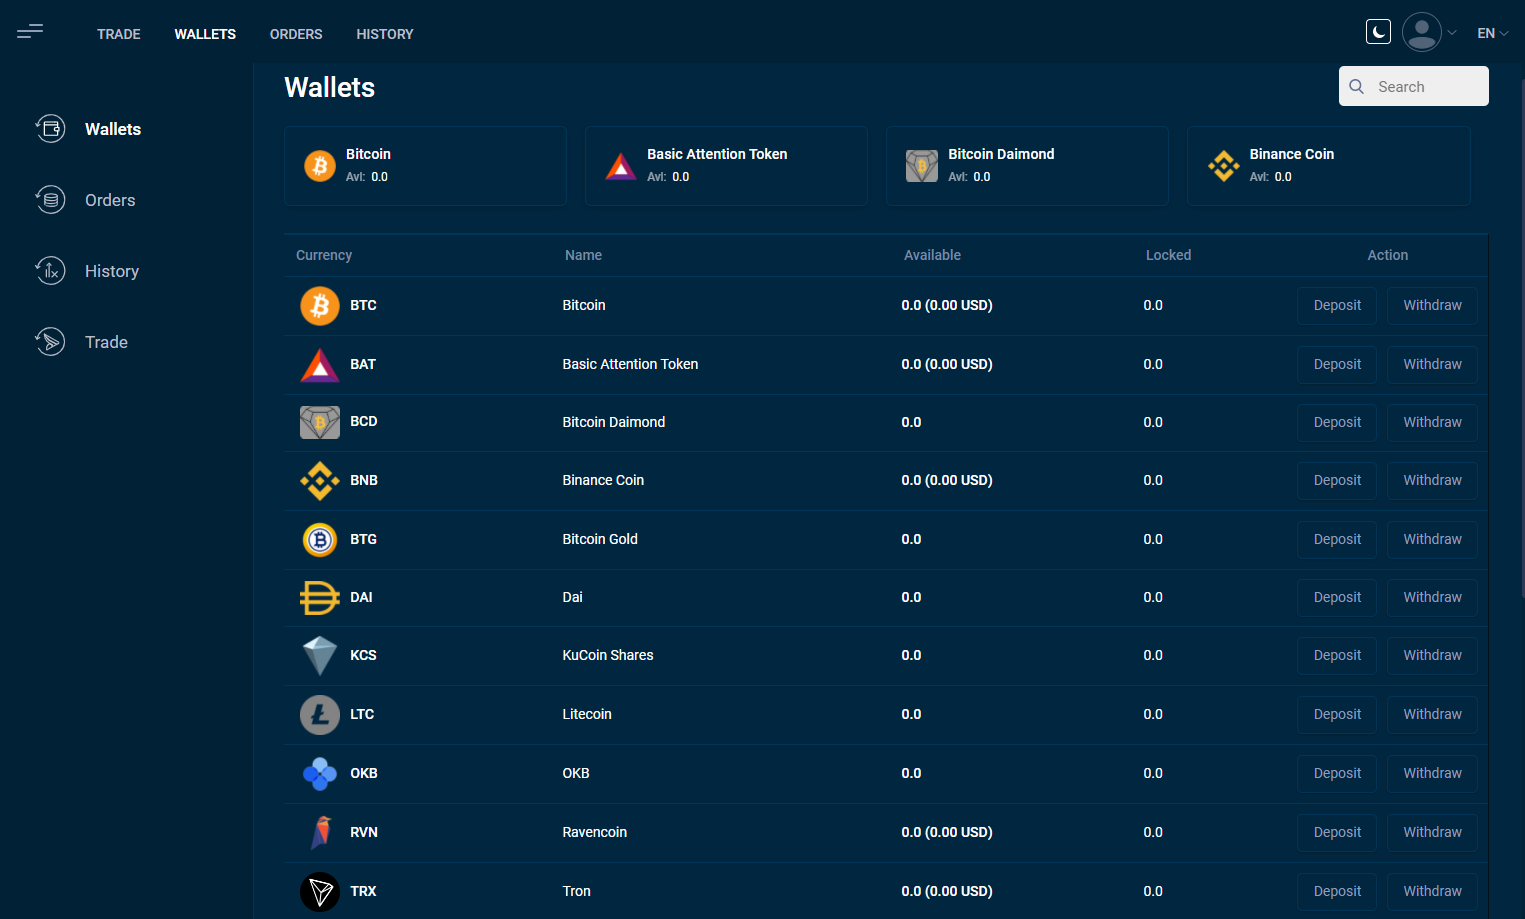 TRADE WALLETS ORDERS HISTORY EN
Wallets
Orders
History
Trade
Wallets
Search
Bitcoin
Avl: 0.0
Basic Attention Token
Avl: 0.0
Bitcoin Daimond
Avl: 0.0
Binance Coin
Avl: 0.0
Currency Name Available Locked Action
BTC Bitcoin 0.0 (0.00 USD) 0.0 Deposit Withdraw
BAT Basic Attention Token 0.0 (0.00 USD) 0.0 Deposit Withdraw
BCD Bitcoin Daimond 0.0 0.0 Deposit Withdraw
BNB Binance Coin 0.0 (0.00 USD) 0.0 Deposit Withdraw
BTG Bitcoin Gold 0.0 0.0 Deposit Withdraw
DAI Dai 0.0 0.0 Deposit Withdraw
KCS KuCoin Shares 0.0 0.0 Deposit Withdraw
LTC Litecoin 0.0 0.0 Deposit Withdraw
OKB OKB 0.0 0.0 Deposit Withdraw
RVN Ravencoin 0.0 (0.00 USD) 0.0 Deposit Withdraw
TRX Tron 0.0 (0.00 USD) 0.0 Deposit Withdraw